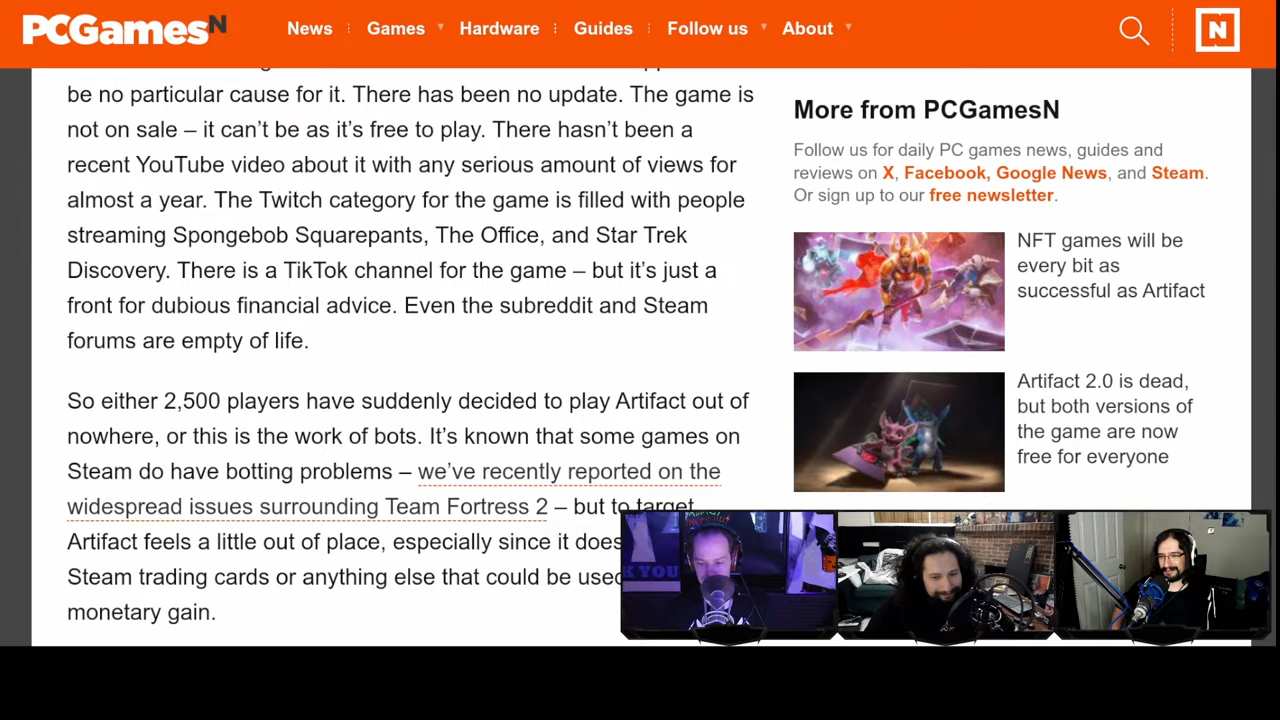 PCGamesN
News
Games
Hardware
Guides
Follow us
About
N
be no particular cause for it. There has been no update. The game is
not on sale – it can’t be as it’s free to play. There hasn’t been a
recent YouTube video about it with any serious amount of views for
almost a year. The Twitch category for the game is filled with people
streaming Spongebob Squarepants, The Office, and Star Trek
Discovery. There is a TikTok channel for the game – but it’s just a
front for dubious financial advice. Even the subreddit and Steam
forums are empty of life.
So either 2,500 players have suddenly decided to play Artifact out of
nowhere, or this is the work of bots. It’s known that some games on
Steam do have botting problems – we’ve recently reported on the
widespread issues surrounding Team Fortress 2 – but to target
Artifact feels a little out of place, especially since it does
Steam trading cards or anything else that could be used
monetary gain.
More from PCGamesN
Follow us for daily PC games news, guides and
reviews on X, Facebook, Google News, and Steam.
Or sign up to our free newsletter.
NFT games will be
every bit as
successful as Artifact
Artifact 2.0 is dead,
but both versions of
the game are now
free for everyone
K YOU